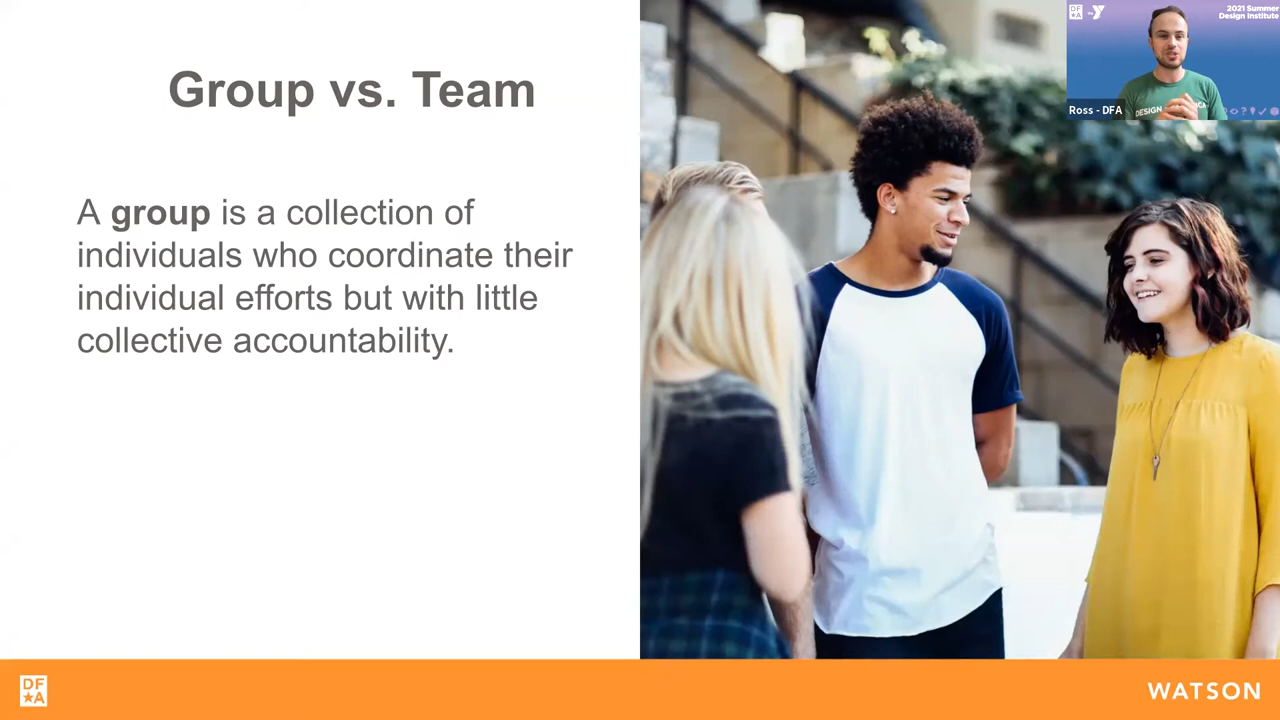 Group vs. Team
A group is a collection of
individuals who coordinate their
individual efforts but with little
collective accountability.
DF
A
Y
2021 Summer
Design Institute
DESIGN
Ross - DFA
DF
A
WATSON